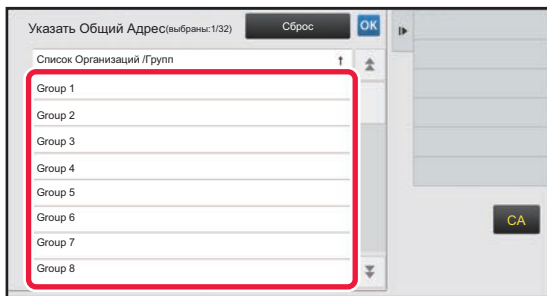 Указать Общий Адрес(выбраны:1/32) Сброс OK
Список Организаций /Групп
Group 1
Group 2
Group 3
Group 4
Group 5
Group 6
Group 7
Group 8
CA